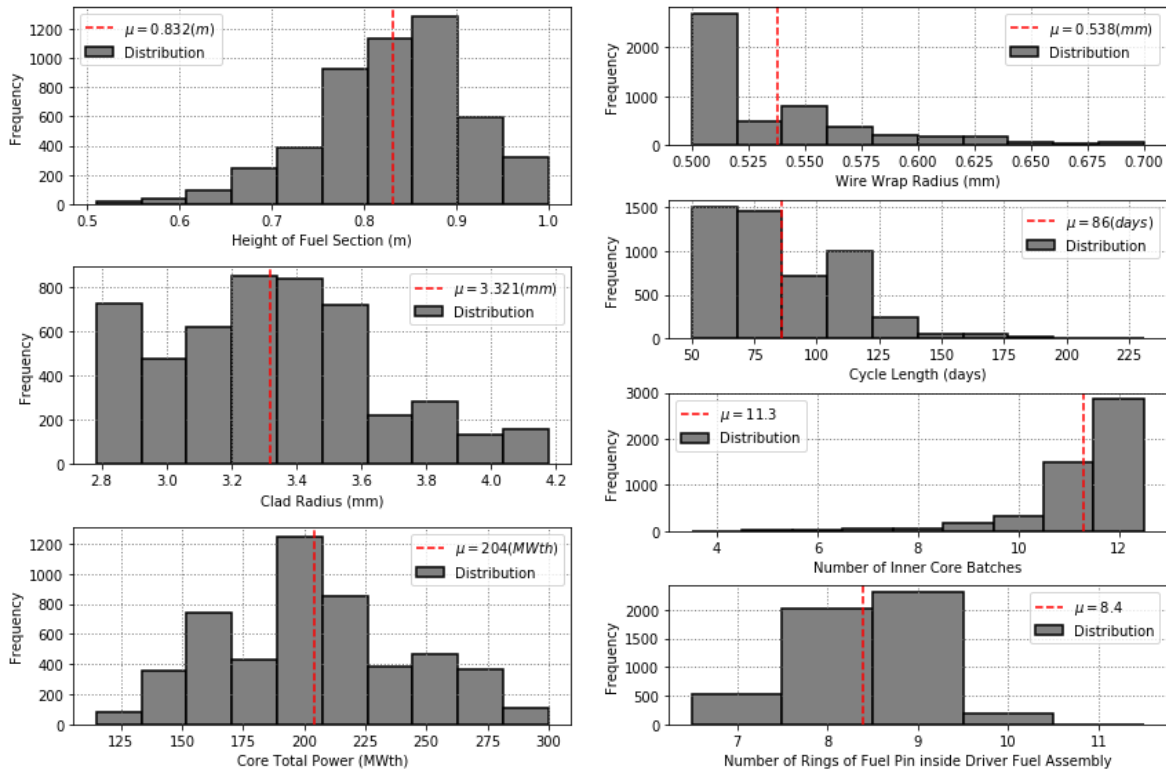 μ = 0.832(m)
Distribution
Frequency
0
200
400
600
800
1000
1200
0.5 0.6 0.7 0.8 0.9 1.0
Height of Fuel Section (m)
μ = 3.321(mm)
Distribution
Frequency
0
200
400
600
800
2.8 3.0 3.2 3.4 3.6 3.8 4.0 4.2
Clad Radius (mm)
μ = 204(MWth)
Distribution
Frequency
0
200
400
600
800
1000
1200
125 150 175 200 225 250 275 300
Core Total Power (MWth)
μ = 0.538(mm)
Distribution
Frequency
0
1000
2000
0.500 0.525 0.550 0.575 0.600 0.625 0.650 0.675 0.700
Wire Wrap Radius (mm)
μ = 86(days)
Distribution
Frequency
0
500
1000
1500
50 75 100 125 150 175 200 225
Cycle Length (days)
μ = 11.3
Distribution
Frequency
0
1000
2000
3000
4 6 8 10 12
Number of Inner Core Batches
μ = 8.4
Distribution
Frequency
0
500
1000
1500
2000
7 8 9 10 11
Number of Rings of Fuel Pin inside Driver Fuel Assembly